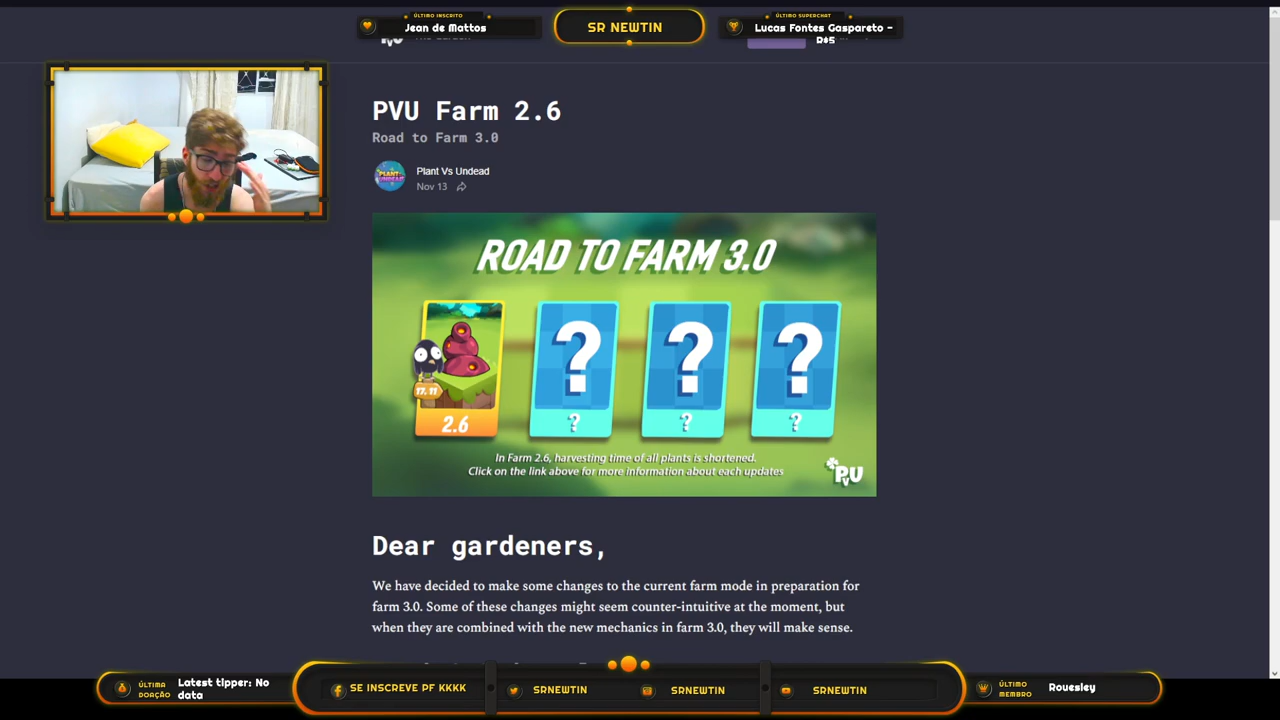 ÚLTIMO INSCRITO
Jean de Mattos
SR NEWTIN
ÚLTIMO SUPERCHAT
Lucas Fontes Gaspareto -
R$5
PVU Farm 2.6
Road to Farm 3.0
PLANT
UNDEAD
Plant Vs Undead
Nov 13
ROAD TO FARM 3.0
17.11
2.6
?
?
?
?
?
?
In Farm 2.6, harvesting time of all plants is shortened.
Click on the link above for more information about each updates
PVU
Dear gardeners,
We have decided to make some changes to the current farm mode in preparation for
farm 3.0. Some of these changes might seem counter-intuitive at the moment, but
when they are combined with the new mechanics in farm 3.0, they will make sense.
ÚLTIMA
DOAÇÃO
Latest tipper: No
data
SE INSCREVE PF KKKK
SRNEWTIN
SRNEWTIN
SRNEWTIN
ÚLTIMO
MEMBRO
Rouesley